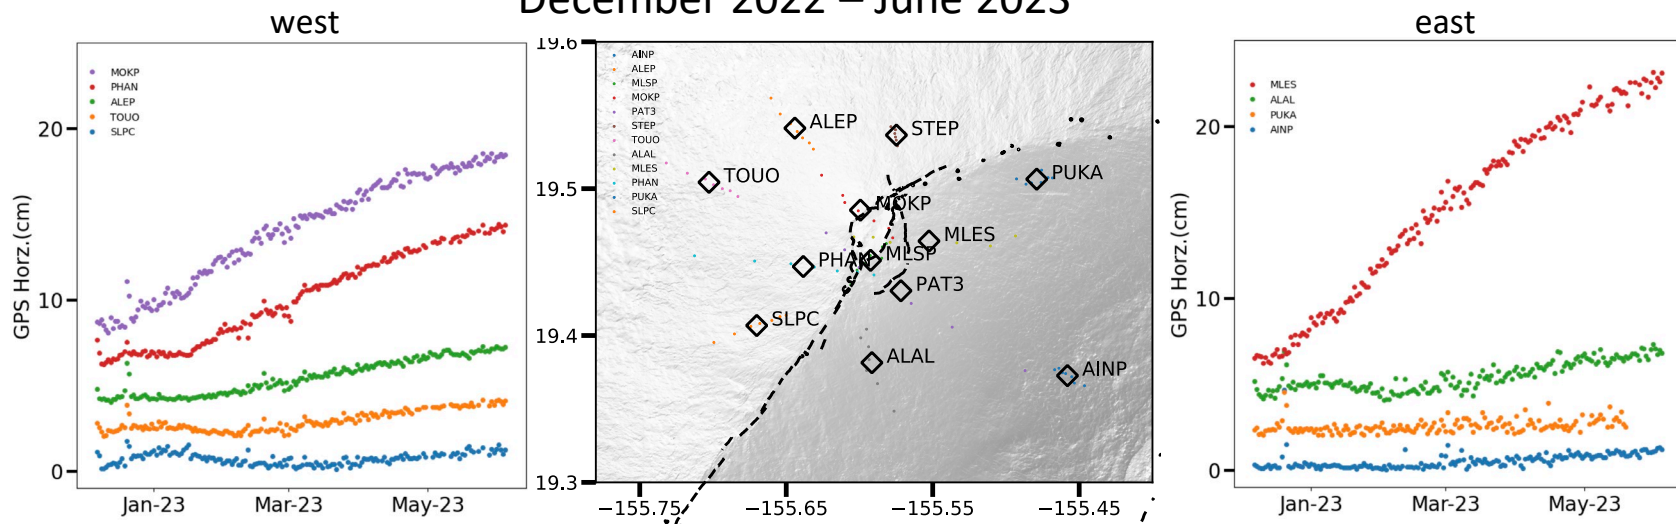 December 2022 – June 2023
west
MOKP
PHAN
ALEP
TOUO
SLPC
GPS Horz.(cm)
20
10
0
Jan-23
Mar-23
May-23
19.6
19.5
19.4
19.3
AINP
ALEP
MLSP
MOKP
PAT3
STEP
TOUO
ALAL
MLES
PHAN
PUKA
SLPC
ALEP
STEP
TOUO
PUKA
MOKP
MLES
PHAN
MLSP
PAT3
SLPC
ALAL
AINP
−155.75
−155.65
−155.55
−155.45
east
MLES
ALAL
PUKA
AINP
GPS Horz.(cm)
20
10
0
Jan-23
Mar-23
May-23